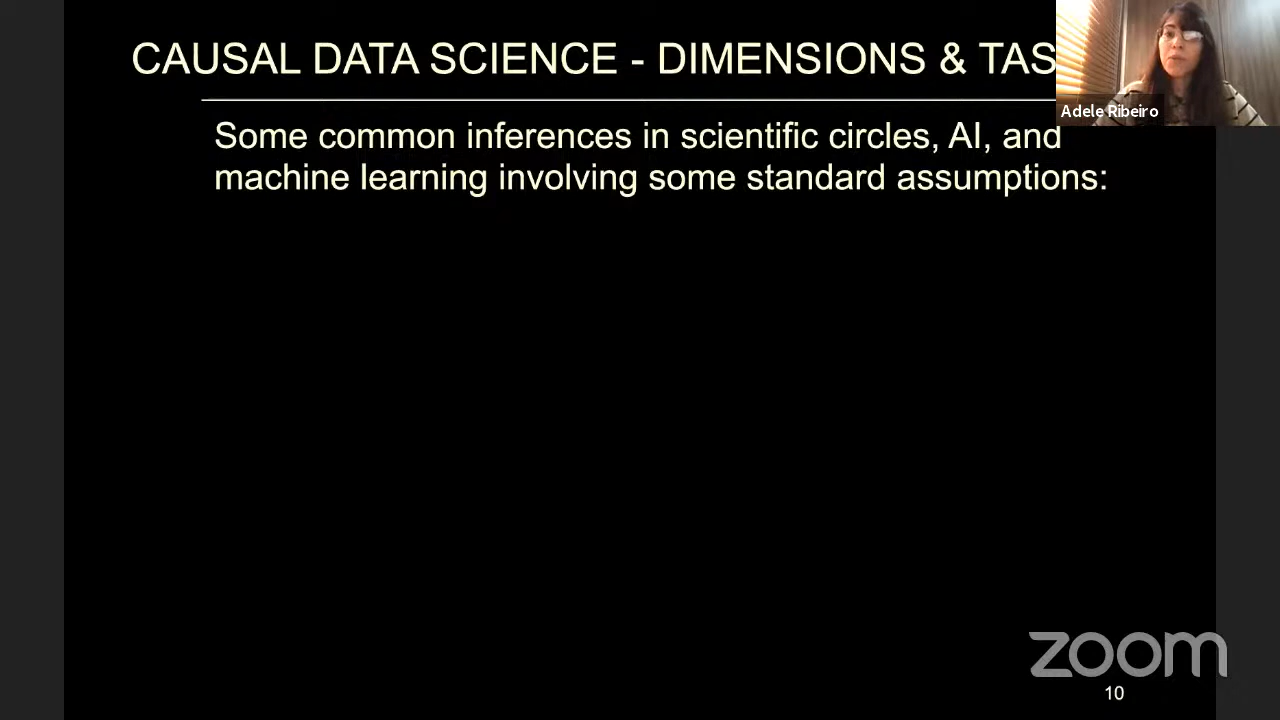 CAUSAL DATA SCIENCE - DIMENSIONS & TAS
Adele Ribeiro
Some common inferences in scientific circles, AI, and
machine learning involving some standard assumptions:
zoom
10